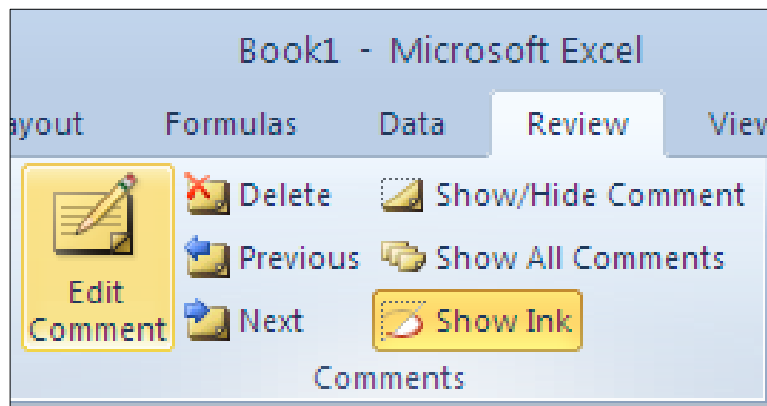 Book1 - Microsoft Excel
ayout Formulas Data Review View
Edit
Comment
Delete
Previous
Next
Show/Hide Comment
Show All Comments
Show Ink
Comments